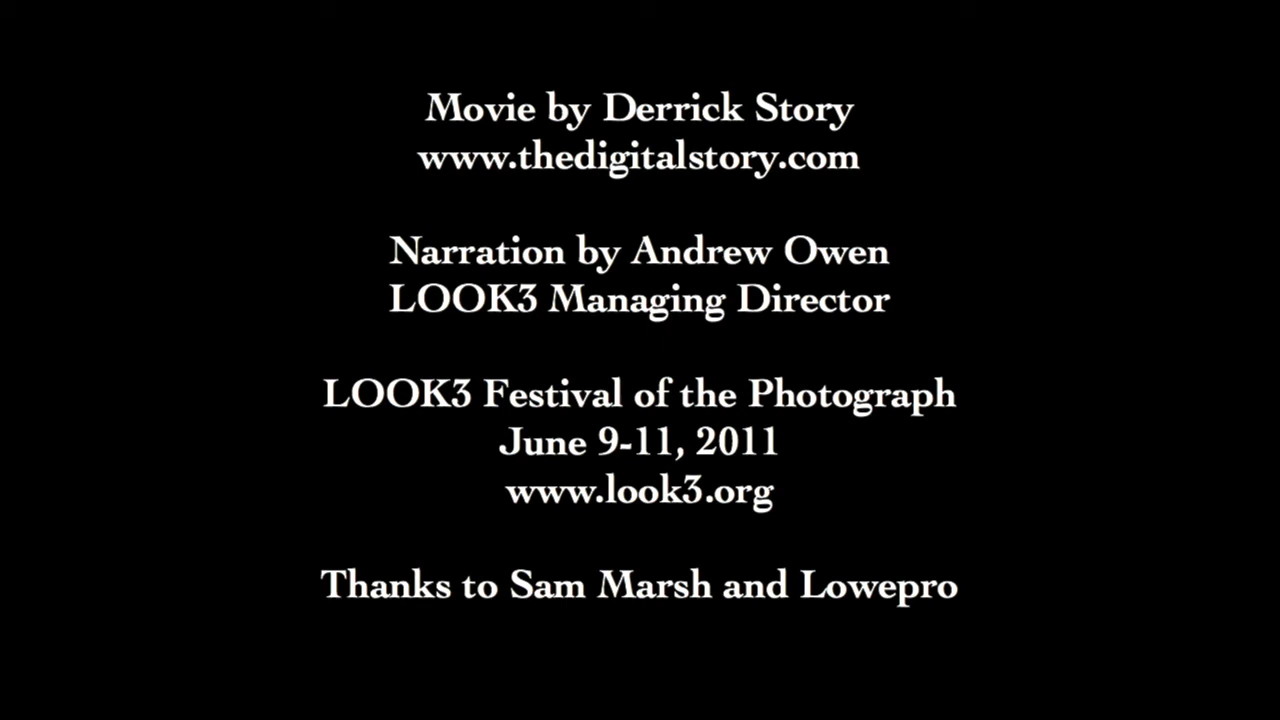 Movie by Derrick Story
www.thedigitalstory.com
Narration by Andrew Owen
LOOK3 Managing Director
LOOK3 Festival of the Photograph
June 9-11, 2011
www.look3.org
Thanks to Sam Marsh and Lowepro